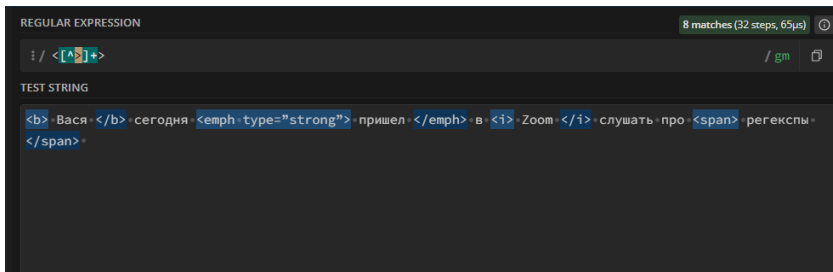 REGULAR EXPRESSION
8 matches (32 steps, 65µs)
/ <[^>]+>
/ gm
TEST STRING
<b> Вася </b> сегодня <emph type=”strong”> пришел </emph> в <i> Zoom </i> слушать про <span> регекспы
</span>